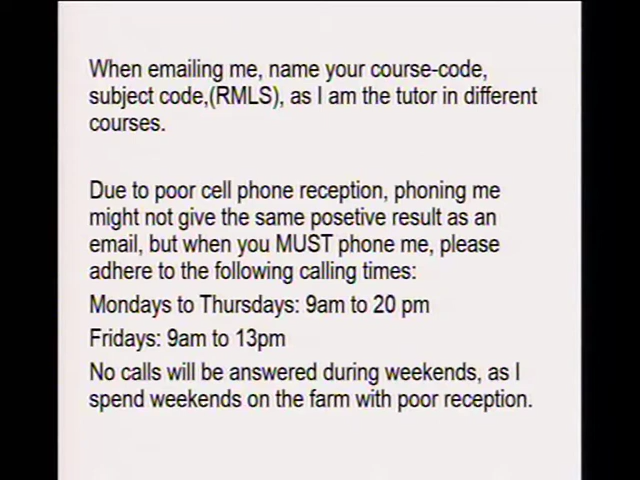 When emailing me, name your course-code,
subject code,(RMLS), as I am the tutor in different
courses.
Due to poor cell phone reception, phoning me
might not give the same posetive result as an
email, but when you MUST phone me, please
adhere to the following calling times:
Mondays to Thursdays: 9am to 20 pm
Fridays: 9am to 13pm
No calls will be answered during weekends, as I
spend weekends on the farm with poor reception.